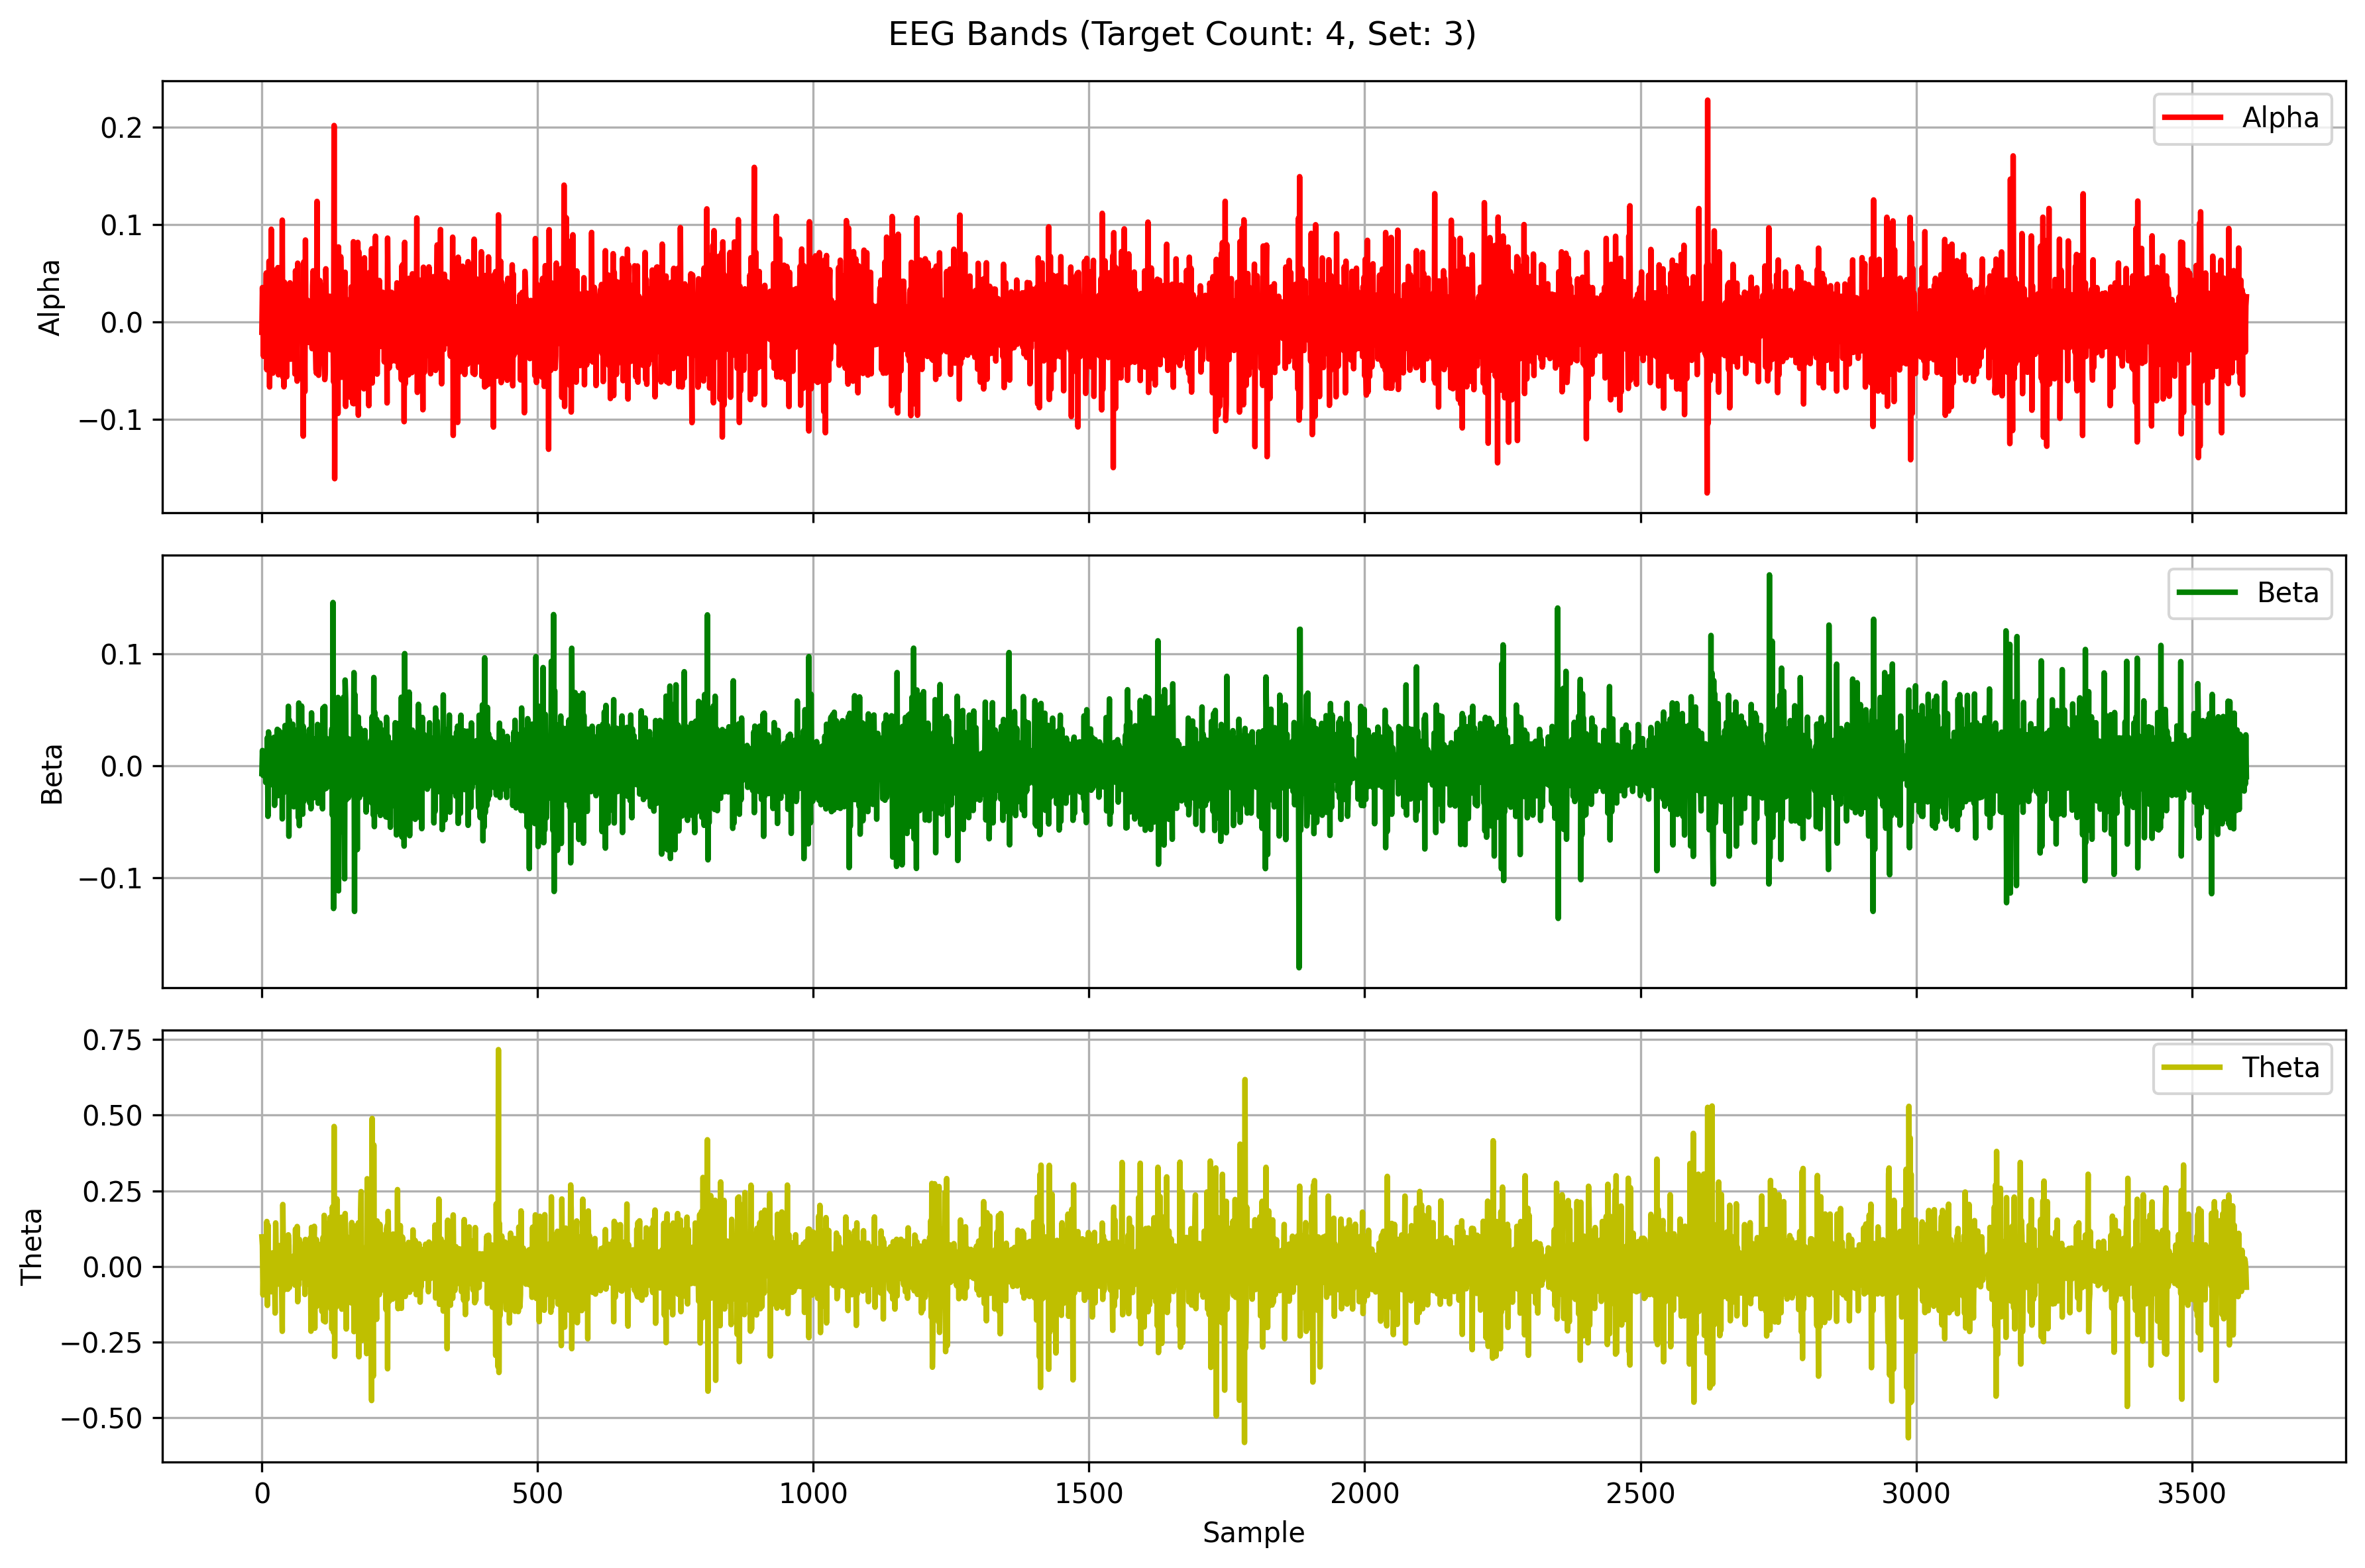 EEG Bands (Target Count: 4, Set: 3)
Alpha
0.2
0.1
0.0
−0.1
Alpha
Beta
0.1
0.0
−0.1
Beta
Theta
0.75
0.50
0.25
0.00
−0.25
−0.50
Theta
0 500 1000 1500 2000 2500 3000 3500
Sample